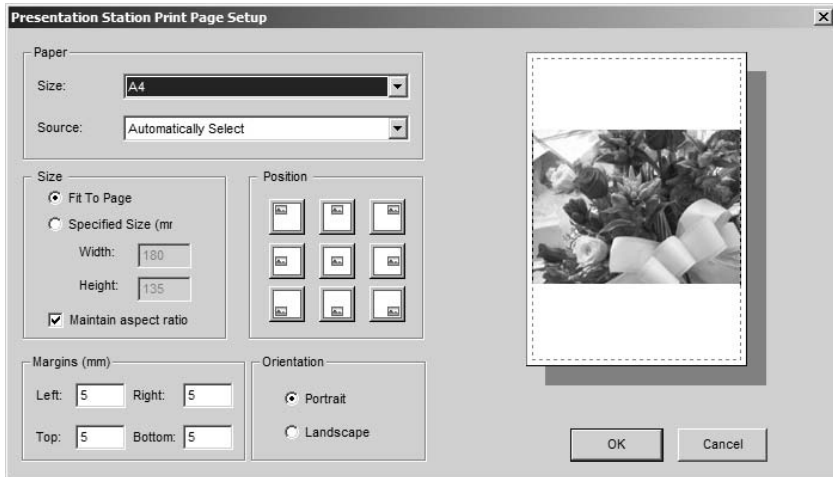 Presentation Station Print Page Setup
Paper
Size: A4
Source: Automatically Select
Size
Fit To Page
Specified Size (mr
Width: 180
Height: 135
Maintain aspect ratio
Position
Margins (mm)
Left: 5 Right: 5
Top: 5 Bottom: 5
Orientation
Portrait
Landscape
OK Cancel